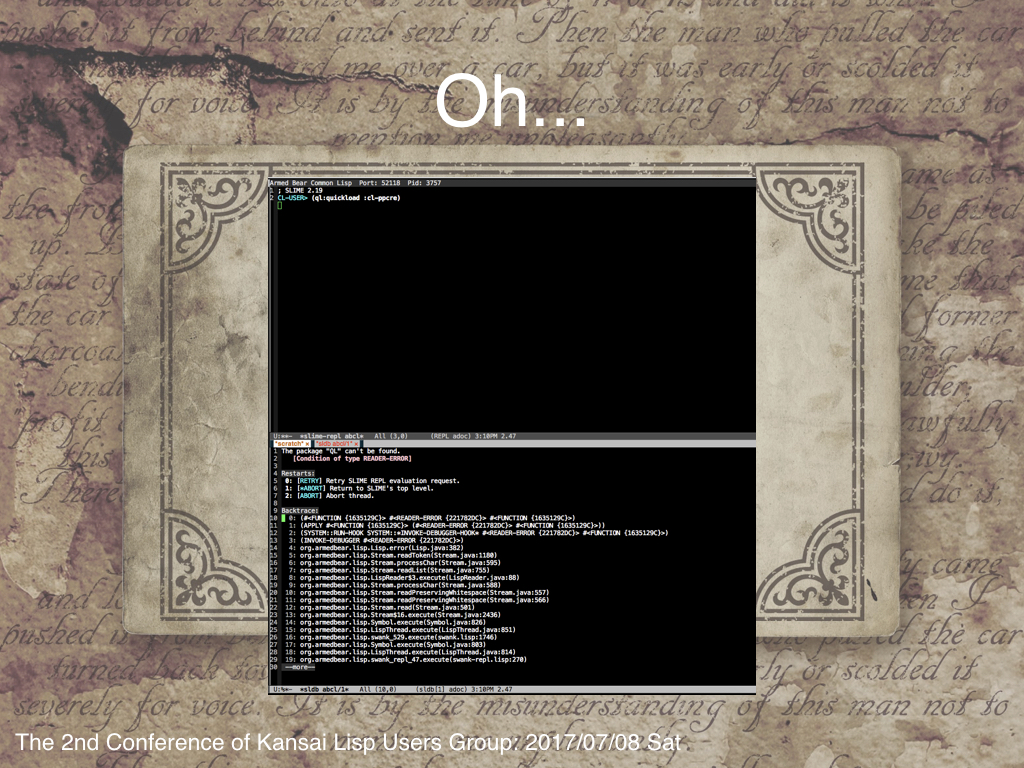 Oh...
Armed Bear Common Lisp Port: 52118 Pid: 3757
1 ; SLIME 2.19
2 CL-USER> (ql:quickload :cl-ppcre)
U:**- *slime-repl abcl* All (3,0) (REPL adoc) 3:10PM 2.47
*scratch* × *sldb abcl/1* ×
1 The package "QL" can't be found.
2 [Condition of type READER-ERROR]
3
4 Restarts:
5 0: [RETRY] Retry SLIME REPL evaluation request.
6 1: [*ABORT] Return to SLIME's top level.
7 2: [ABORT] Abort thread.
8
9 Backtrace:
10 0: (#<FUNCTION {1635129C}> #<READER-ERROR {221782DC}> #<FUNCTION {1635129C}>)
11 1: (APPLY #<FUNCTION {1635129C}> (#<READER-ERROR {221782DC}> #<FUNCTION {1635129C}>))
12 2: (SYSTEM::RUN-HOOK SYSTEM::*INVOKE-DEBUGGER-HOOK* #<READER-ERROR {221782DC}> #<FUNCTION {1635129C}>)
13 3: (INVOKE-DEBUGGER #<READER-ERROR {221782DC}>)
14 4: org.armedbear.lisp.Lisp.error(Lisp.java:382)
15 5: org.armedbear.lisp.Stream.readToken(Stream.java:1180)
16 6: org.armedbear.lisp.Stream.processChar(Stream.java:595)
17 7: org.armedbear.lisp.Stream.readList(Stream.java:755)
18 8: org.armedbear.lisp.LispReader$3.execute(LispReader.java:88)
19 9: org.armedbear.lisp.Stream.processChar(Stream.java:588)
20 10: org.armedbear.lisp.Stream.readPreservingWhitespace(Stream.java:557)
21 11: org.armedbear.lisp.Stream.readPreservingWhitespace(Stream.java:566)
22 12: org.armedbear.lisp.Stream.read(Stream.java:501)
23 13: org.armedbear.lisp.Stream$16.execute(Stream.java:2436)
24 14: org.armedbear.lisp.Symbol.execute(Symbol.java:826)
25 15: org.armedbear.lisp.LispThread.execute(LispThread.java:851)
26 16: org.armedbear.lisp.swank_529.execute(swank.lisp:1746)
27 17: org.armedbear.lisp.Symbol.execute(Symbol.java:803)
28 18: org.armedbear.lisp.LispThread.execute(LispThread.java:814)
29 19: org.armedbear.lisp.swank_repl_47.execute(swank-repl.lisp:270)
30 --more--
U:%*- *sldb abcl/1* All (10,0) (sldb[1] adoc) 3:10PM 2.47
The 2nd Conference of Kansai Lisp Users Group: 2017/07/08 Sat